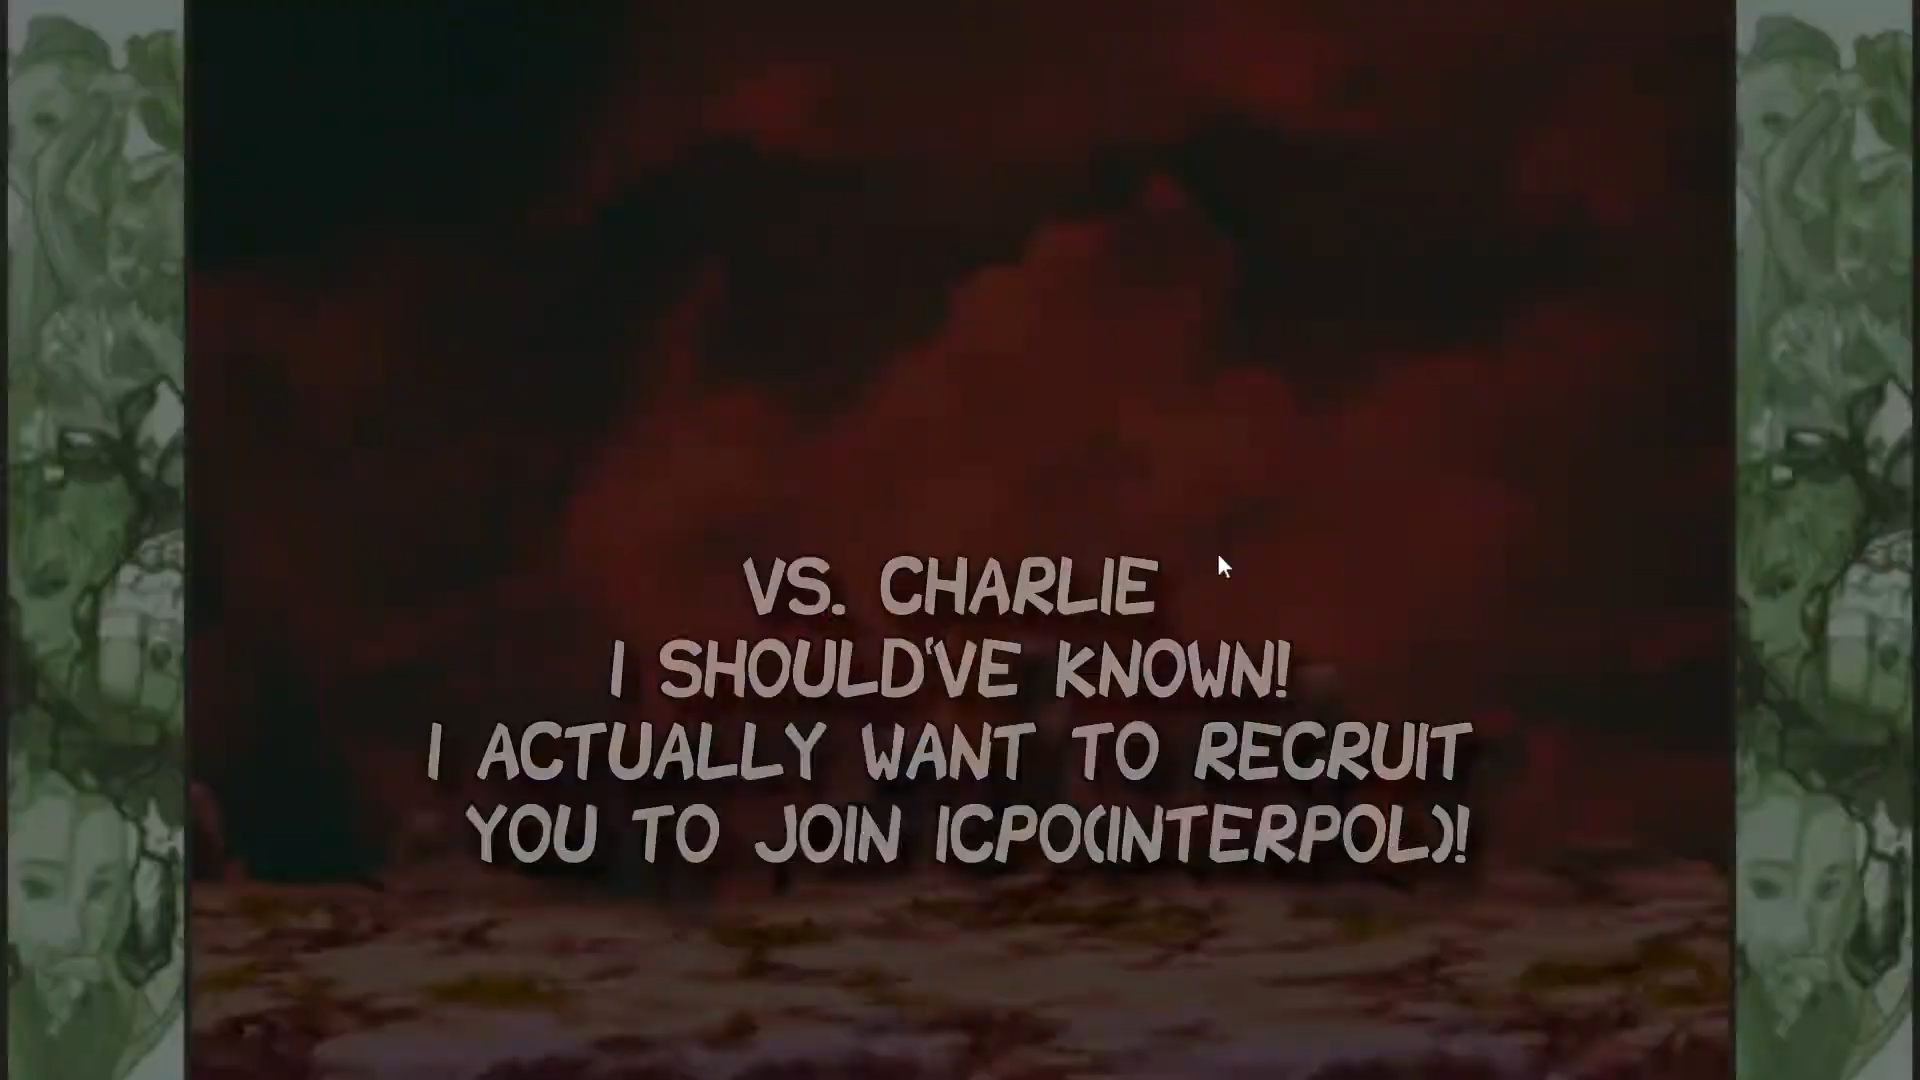 VS. CHARLIE
I SHOULD'VE KNOWN!
I ACTUALLY WANT TO RECRUIT
YOU TO JOIN ICPO(INTERPOL)!